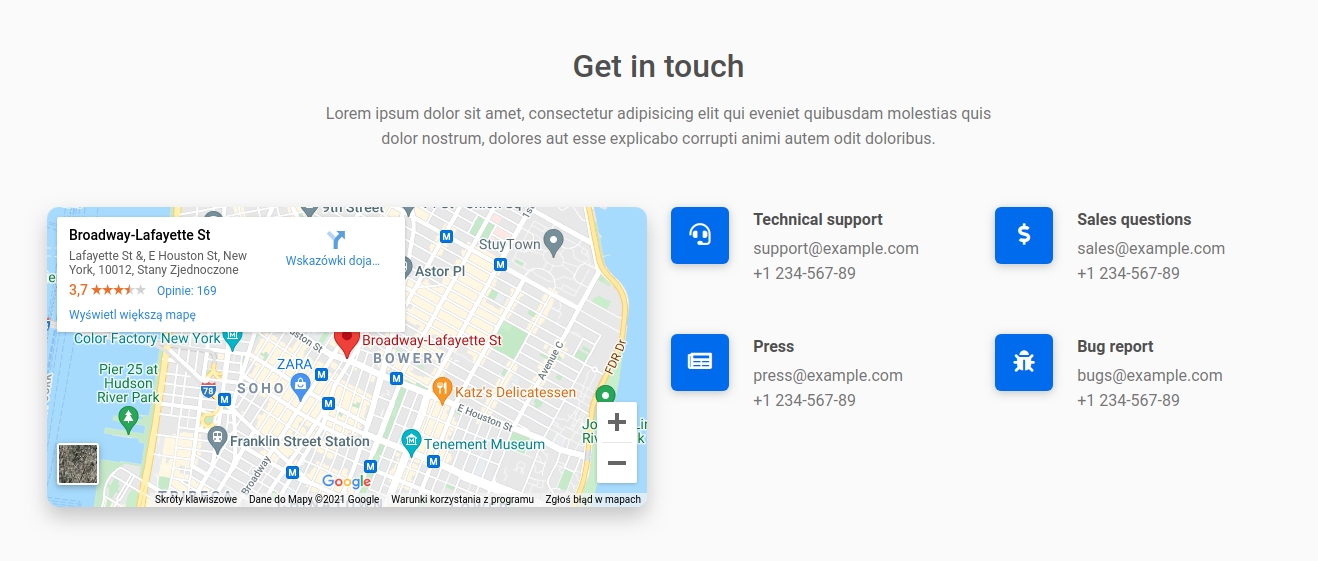 Get in touch
Lorem ipsum dolor sit amet, consectetur adipisicing elit qui eveniet quibusdam molestias quis
dolor nostrum, dolores aut esse explicabo corrupti animi autem odit doloribus.
Broadway-Lafayette St
Lafayette St &, E Houston St, New
York, 10012, Stany Zjednoczone
Wskazówki doja...
3,7
Opinie: 169
Wyświetl większą mapę
9th Street
StuyTown
Astor Pl
Color Factory New York
Broadway-Lafayette St
BOWERY
ZARA
SOHO
78
Pier 25 at
Hudson
River Park
Katz's Delicatessen
E Houston St
Avenue C
FDR Dr
Franklin Street Station
Tenement Museum
Broadway
Google
Skróty klawiszowe
Dane do Mapy ©2021 Google
Warunki korzystania z programu
Zgłoś błąd w mapach
Technical support
support@example.com
+1 234-567-89
Sales questions
sales@example.com
+1 234-567-89
Press
press@example.com
+1 234-567-89
Bug report
bugs@example.com
+1 234-567-89